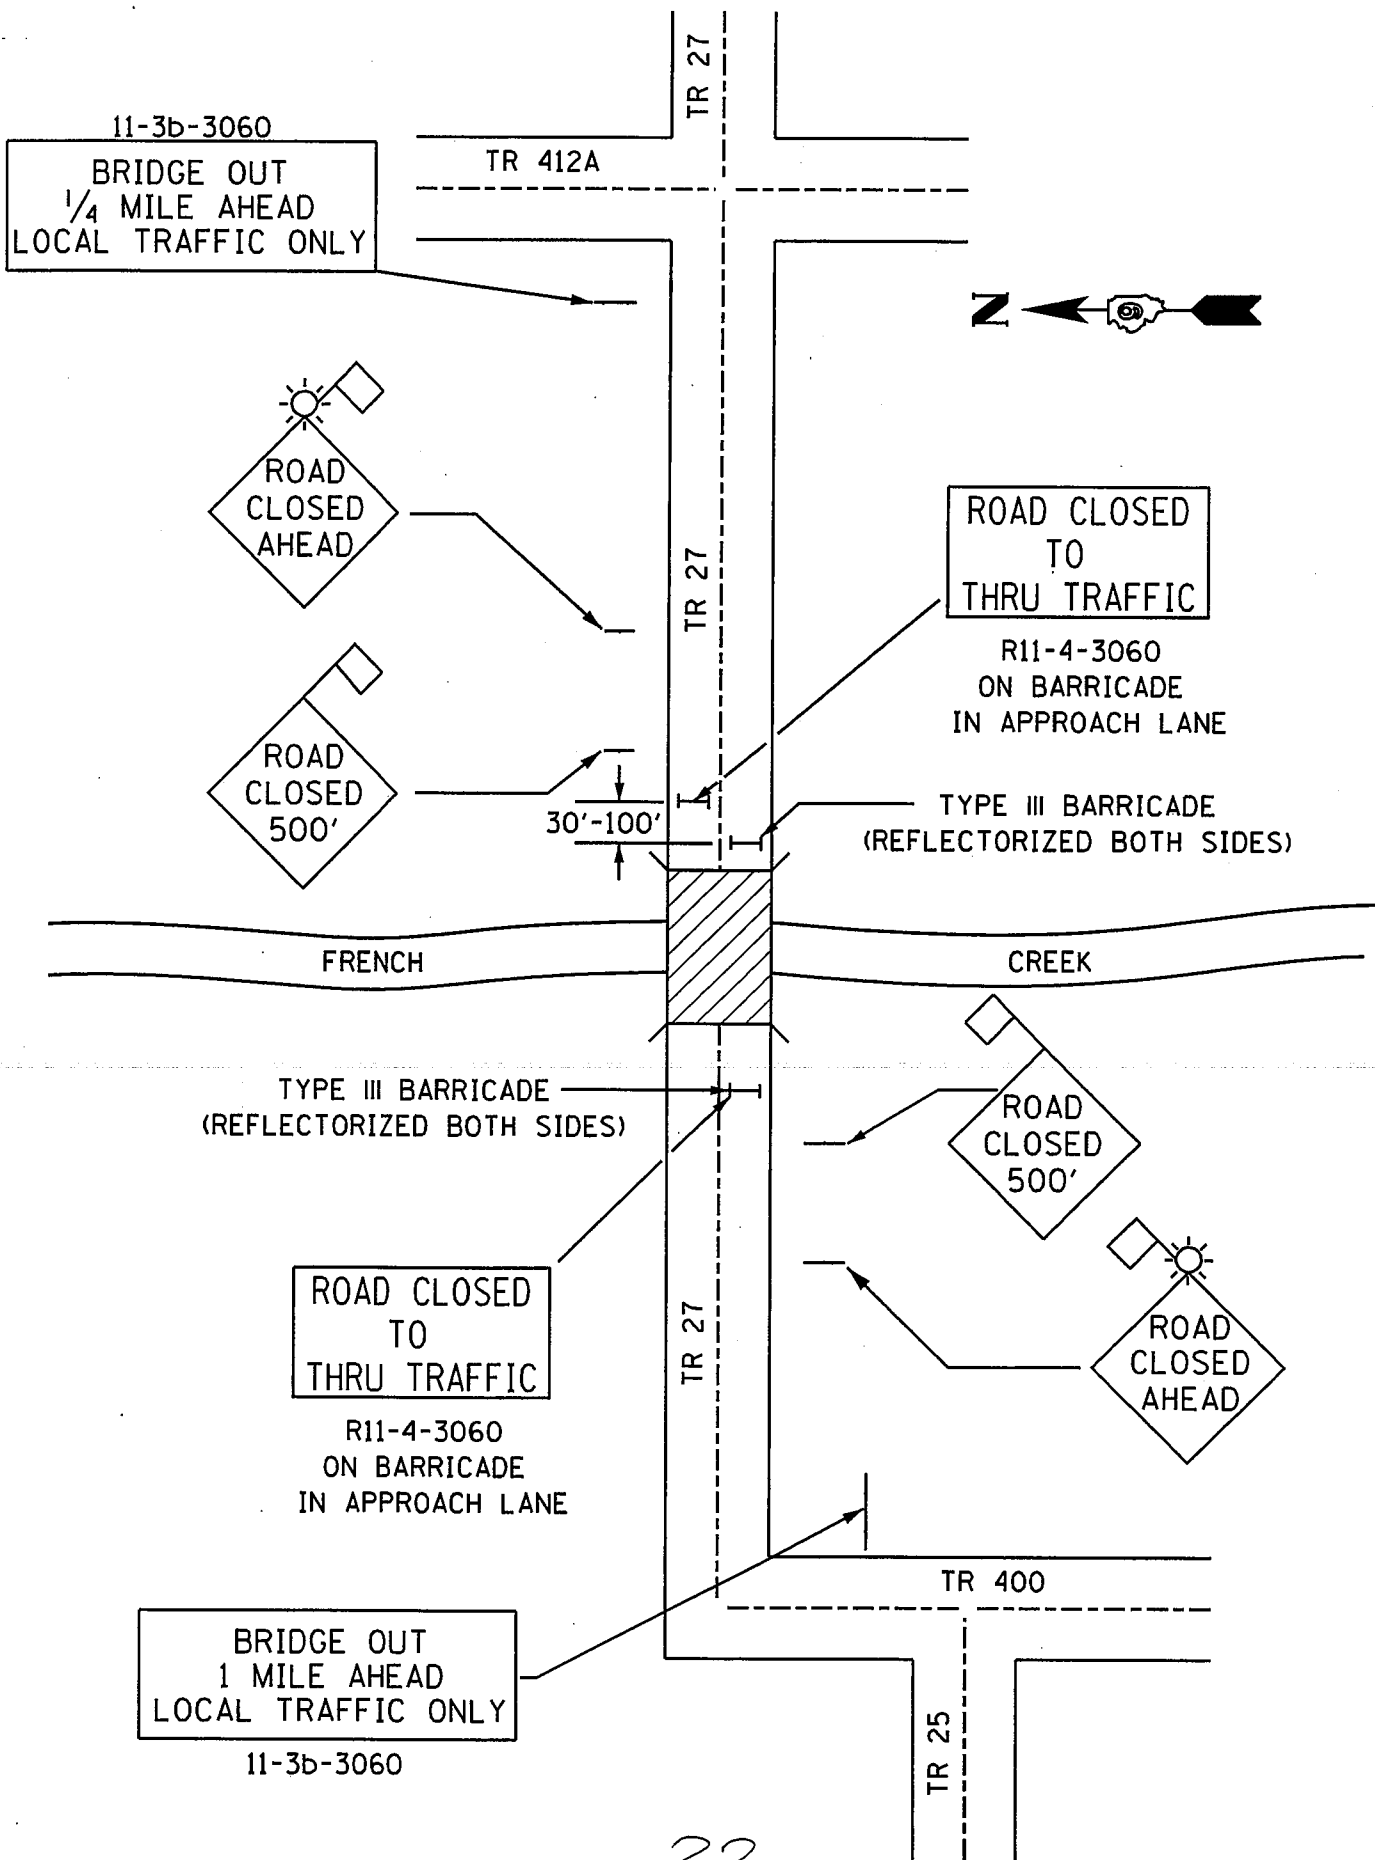 TR 27
11-3b-3060
BRIDGE OUT
1/4 MILE AHEAD
LOCAL TRAFFIC ONLY
TR 412A
N
ROAD
CLOSED
AHEAD
ROAD CLOSED
TO
THRU TRAFFIC
R11-4-3060
ON BARRICADE
IN APPROACH LANE
TR 27
ROAD
CLOSED
500'
30'-100'
TYPE III BARRICADE
(REFLECTORIZED BOTH SIDES)
FRENCH CREEK
TYPE III BARRICADE
(REFLECTORIZED BOTH SIDES)
ROAD
CLOSED
500'
ROAD CLOSED
TO
THRU TRAFFIC
R11-4-3060
ON BARRICADE
IN APPROACH LANE
TR 27
ROAD
CLOSED
AHEAD
TR 400
BRIDGE OUT
1 MILE AHEAD
LOCAL TRAFFIC ONLY
11-3b-3060
TR 25